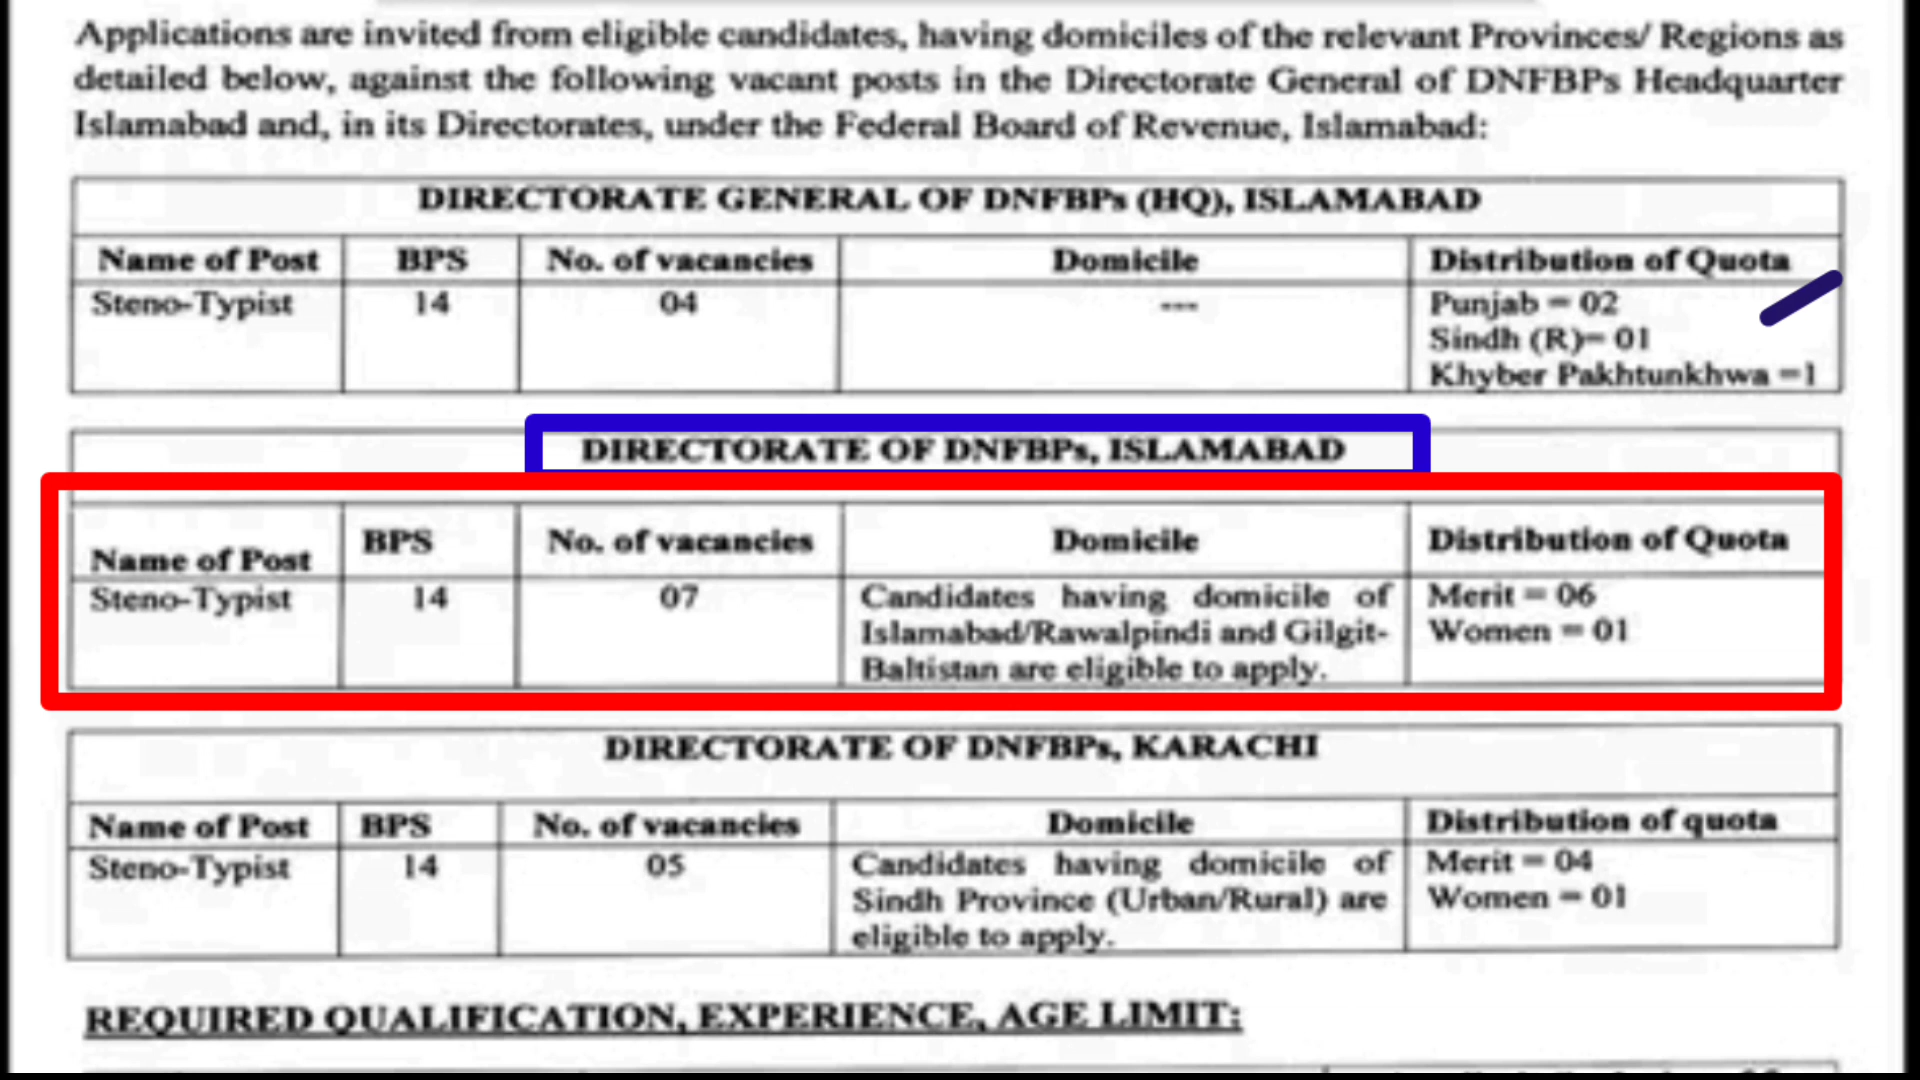 Applications are invited from eligible candidates, having domiciles of the relevant Provinces/ Regions as
detailed below, against the following vacant posts in the Directorate General of DNFBPs Headquarter
Islamabad and, in its Directorates, under the Federal Board of Revenue, Islamabad:
DIRECTORATE GENERAL OF DNFBPs (HQ), ISLAMABAD
Name of Post BPS No. of vacancies Domicile Distribution of Quota
Steno-Typist 14 04 --- Punjab = 02
Sindh (R)= 01
Khyber Pakhtunkhwa =1
DIRECTORATE OF DNFBPs, ISLAMABAD
Name of Post BPS No. of vacancies Domicile Distribution of Quota
Steno-Typist 14 07 Candidates having domicile of Merit = 06
Islamabad/Rawalpindi and Gilgit- Women = 01
Baltistan are eligible to apply.
DIRECTORATE OF DNFBPs, KARACHI
Name of Post BPS No. of vacancies Domicile Distribution of quota
Steno-Typist 14 05 Candidates having domicile of Merit = 04
Sindh Province (Urban/Rural) are Women = 01
eligible to apply.
REQUIRED QUALIFICATION, EXPERIENCE, AGE LIMIT: